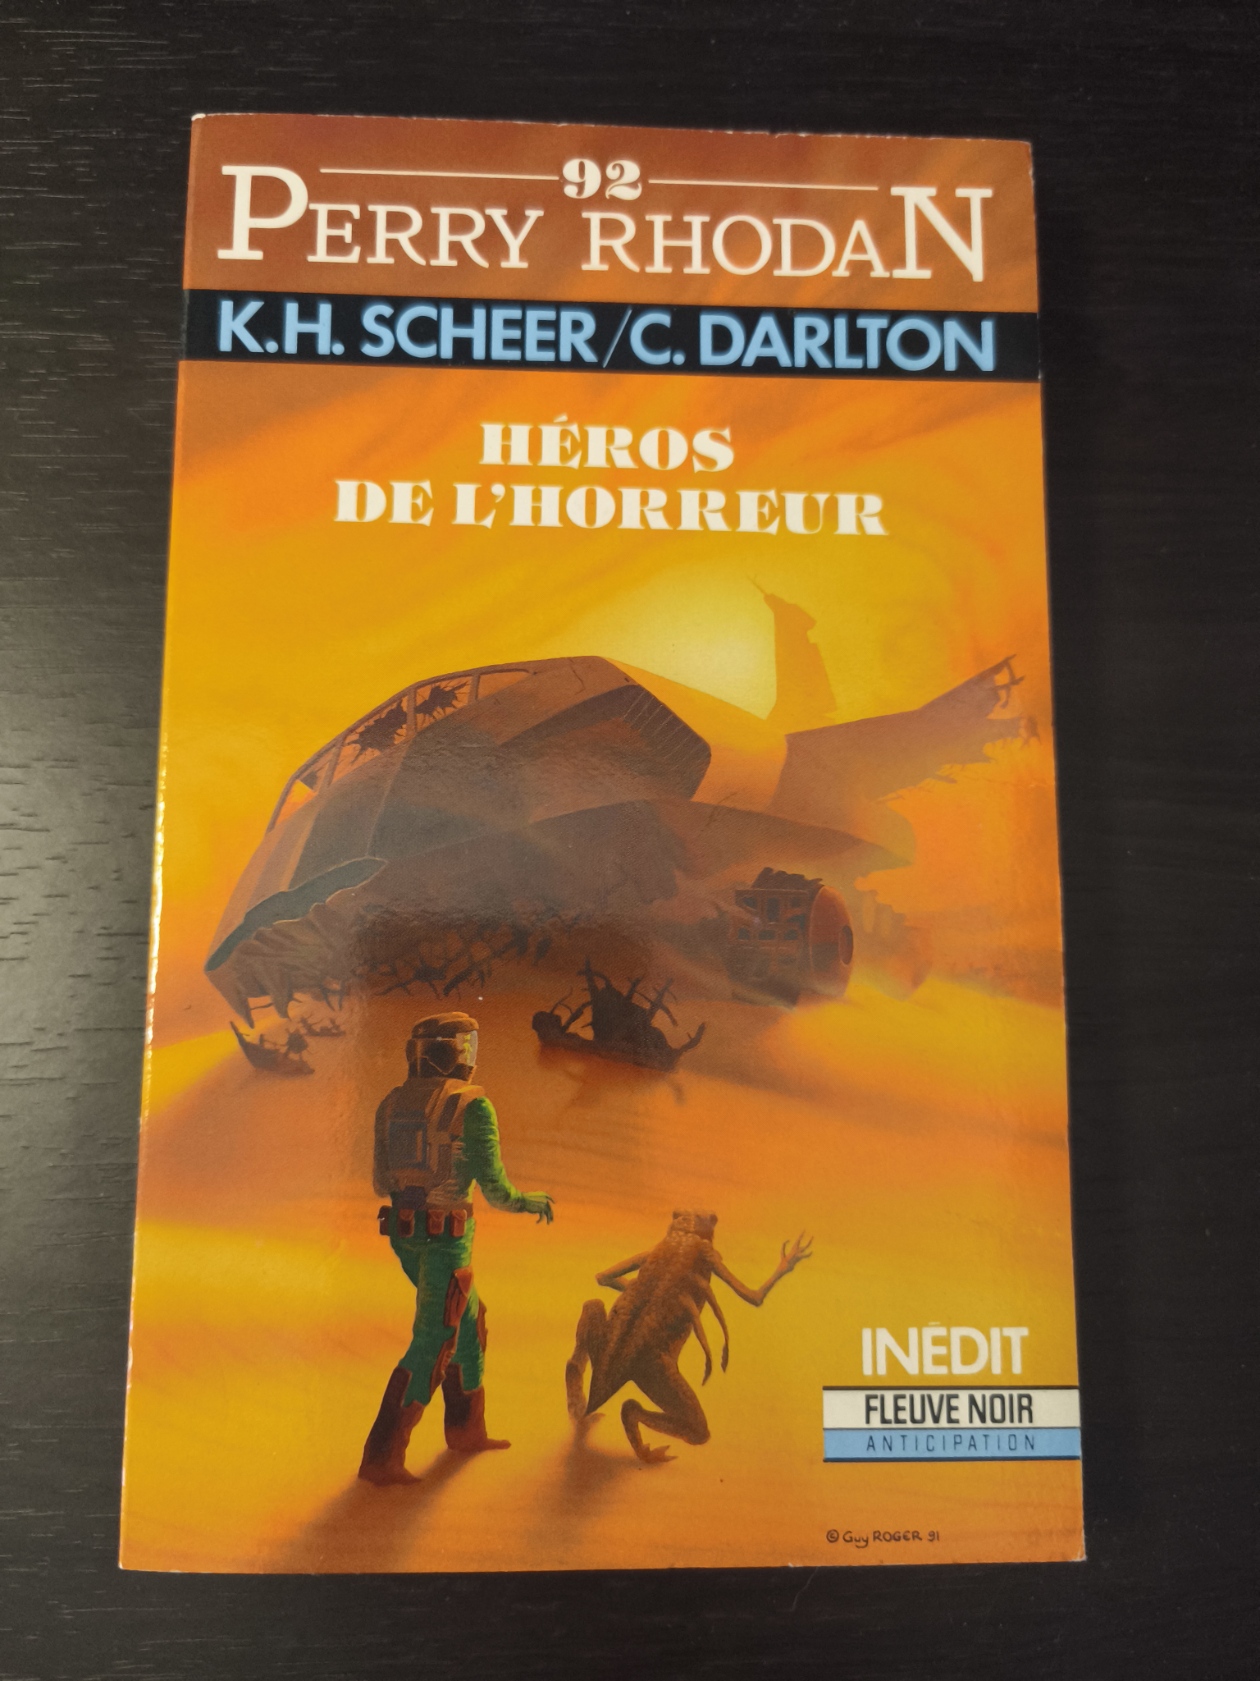 92
PERRY RHODAN
K.H. SCHEER/C. DARLTON
HÉROS
DE L'HORREUR
INÉDIT
FLEUVE NOIR
ANTICIPATION
© Guy ROGER 91